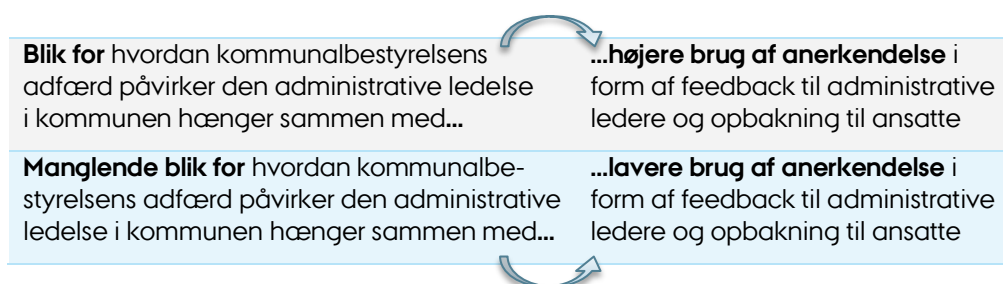 Blik for hvordan kommunalbestyrelsens
adfærd påvirker den administrative ledelse
i kommunen hænger sammen med...
...højere brug af anerkendelse i
form af feedback til administrative
ledere og opbakning til ansatte
Manglende blik for hvordan kommunalbe-
styrelsens adfærd påvirker den administrative
ledelse i kommunen hænger sammen med...
...lavere brug af anerkendelse i
form af feedback til administrative
ledere og opbakning til ansatte